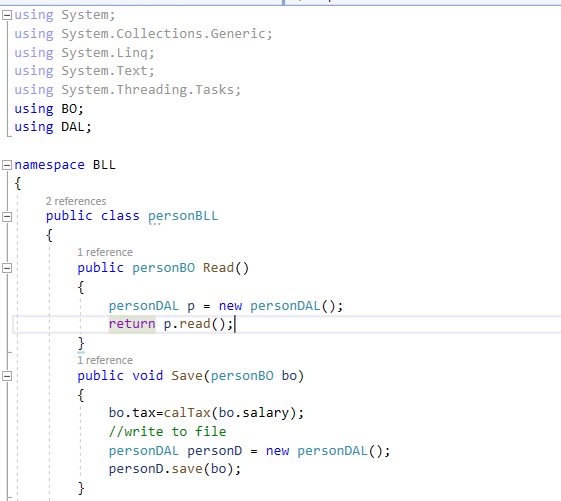 using System;
using System.Collections.Generic;
using System.Linq;
using System.Text;
using System.Threading.Tasks;
using BO;
using DAL;
namespace BLL
{
2 references
public class personBLL
{
1 reference
public personBO Read()
{
personDAL p = new personDAL();
return p.read();
}
1 reference
public void Save(personBO bo)
{
bo.tax=calTax(bo.salary);
//write to file
personDAL personD = new personDAL();
personD.save(bo);
}